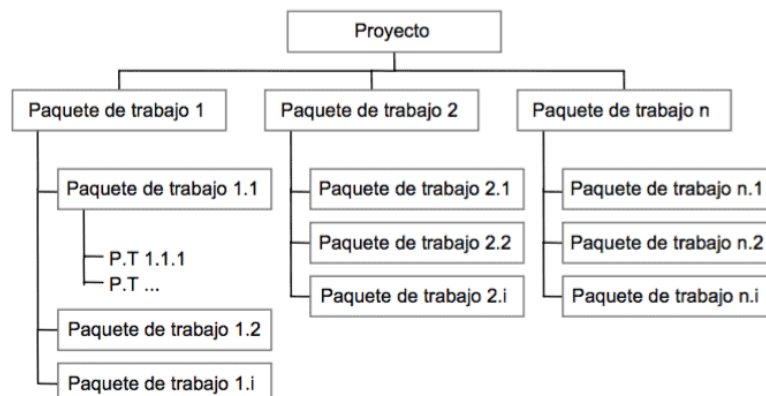 Proyecto
Paquete de trabajo 1
Paquete de trabajo 2
Paquete de trabajo n
Paquete de trabajo 1.1
P.T 1.1.1
P.T ...
Paquete de trabajo 1.2
Paquete de trabajo 1.i
Paquete de trabajo 2.1
Paquete de trabajo 2.2
Paquete de trabajo 2.i
Paquete de trabajo n.1
Paquete de trabajo n.2
Paquete de trabajo n.i